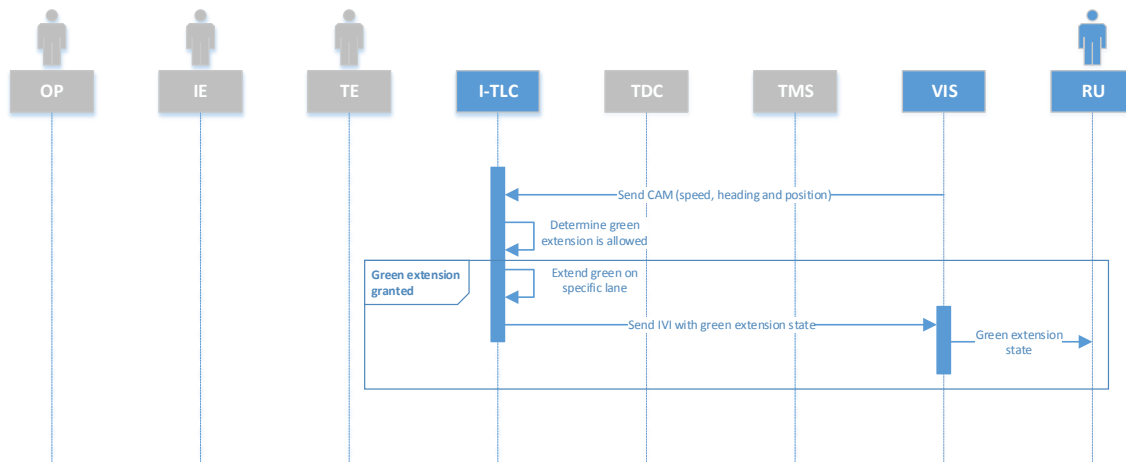 OP
IE
TE
I-TLC
TDC
TMS
VIS
RU
Send CAM (speed, heading and position)
Determine green
extension is allowed
Green extension
granted
Extend green on
specific lane
Send IVI with green extension state
Green extension
state